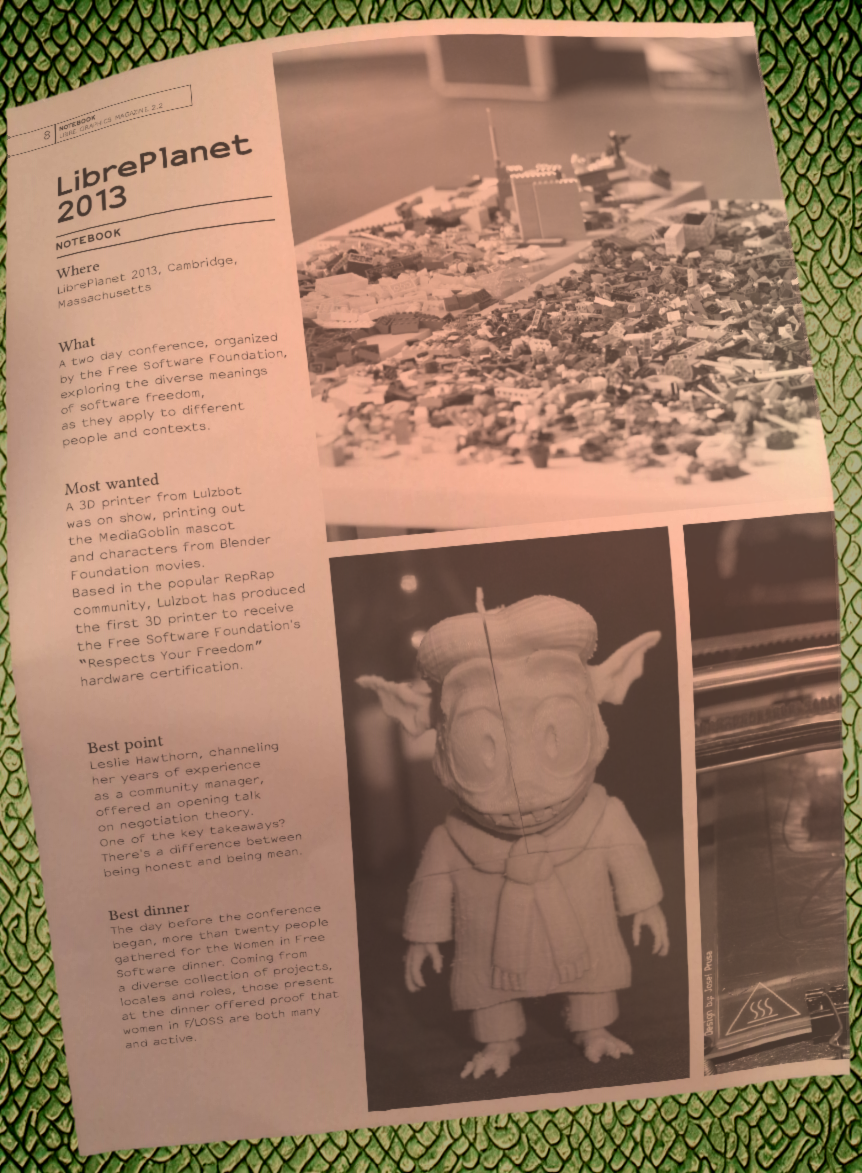 8
NOTEBOOK
LIBRE GRAPHICS MAGAZINE 2.2
LibrePlanet
2013
NOTEBOOK
Where
LibrePlanet 2013, Cambridge,
Massachusetts
What
A two day conference, organized
by the Free Software Foundation,
exploring the diverse meanings
of software freedom,
as they apply to different
people and contexts.
Most wanted
A 3D printer from Lulzbot
was on show, printing out
the MediaGoblin mascot
and characters from Blender
Foundation movies.
Based in the popular RepRap
community, Lulzbot has produced
the first 3D printer to receive
the Free Software Foundation's
"Respects Your Freedom"
hardware certification.
Best point
Leslie Hawthorn, channeling
her years of experience
as a community manager,
offered an opening talk
on negotiation theory.
One of the key takeaways?
There's a difference between
being honest and being mean.
Best dinner
The day before the conference
began, more than twenty people
gathered for the Women in Free
Software dinner. Coming from
a diverse collection of projects,
locales and roles, those present
at the dinner offered proof that
women in F/LOSS are both many
and active.
Design by Josef Prusa